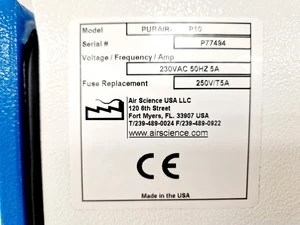 Model PURAIR- P10
Serial # P77494
Voltage / Frequency / Amp
230VAC 50HZ 5A
Fuse Replacement 250V/T5A
Air Science USA LLC
120 6th Street
Fort Myers, FL. 33907 USA
T/239-489-0024 F/239-489-0922
www.airscience.com
CE
Made in the USA